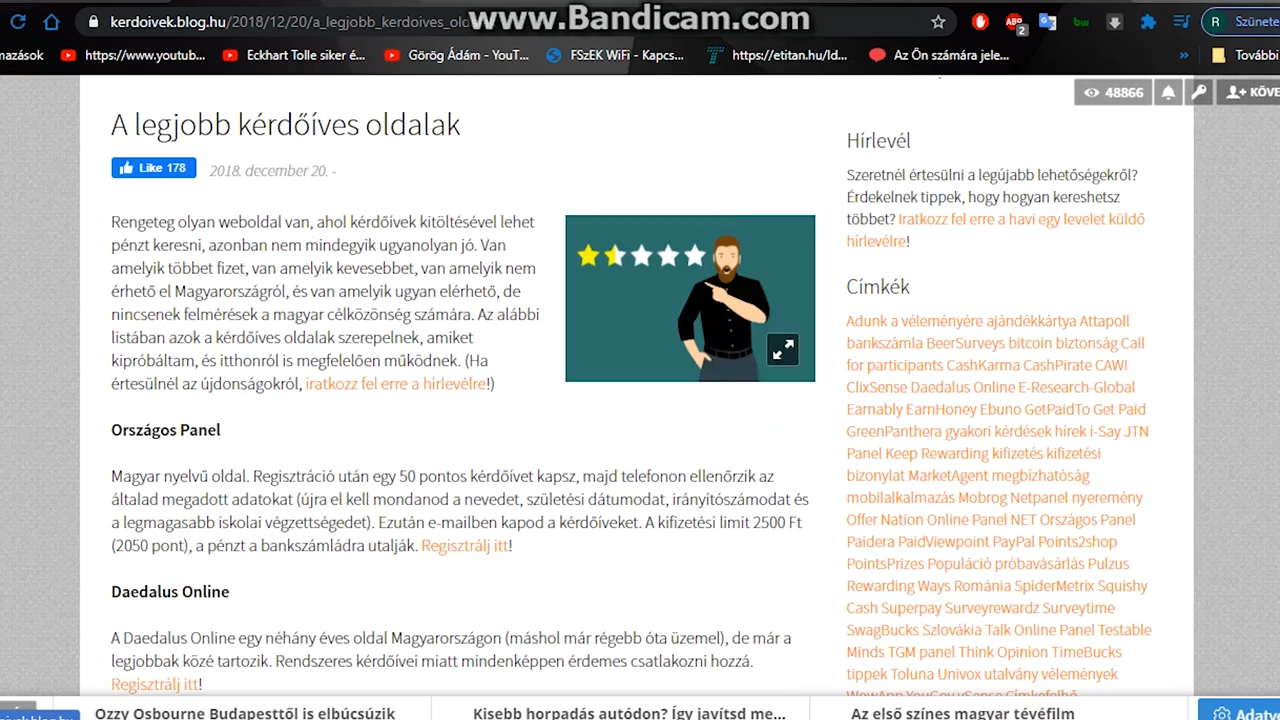 www.Bandicam.com
kerdoivek.blog.hu/2018/12/20/a_legjobb_kerdoives_
ABP
2
bw
R Szünete
mazások
https://www.youtub...
Eckhart Tolle siker é...
Görög Ádám - YouT...
FSzEK WiFi - Kapcs...
https://etitan.hu/ld...
Az Ön számára jele...
»
További
48866
KÖVE
A legjobb kérdőíves oldalak
Like 178
2018. december 20. -
Rengeteg olyan weboldal van, ahol kérdőívek kitöltésével lehet
pénzt keresni, azonban nem mindegyik ugyanolyan jó. Van
amelyik többet fizet, van amelyik kevesebbet, van amelyik nem
érhető el Magyarországról, és van amelyik ugyan elérhető, de
nincsenek felmérések a magyar célközönség számára. Az alábbi
listában azok a kérdőíves oldalak szerepelnek, amiket
kipróbáltam, és itthonról is megfelelően működnek. (Ha
értesülnél az újdonságokról, iratkozz fel erre a hírlevélre!)
Országos Panel
Magyar nyelvű oldal. Regisztráció után egy 50 pontos kérdőívet kapsz, majd telefonon ellenőrzik az
általad megadott adatokat (újra el kell mondanod a nevedet, születési dátumodat, irányítószámodat és
a legmagasabb iskolai végzettségedet). Ezután e-mailben kapod a kérdőíveket. A kifizetési limit 2500 Ft
(2050 pont), a pénzt a bankszámládra utalják. Regisztrálj itt!
Daedalus Online
A Daedalus Online egy néhány éves oldal Magyarországon (máshol már régebb óta üzemel), de már a
legjobbak közé tartozik. Rendszeres kérdőívei miatt mindenképpen érdemes csatlakozni hozzá.
Regisztrálj itt!
Hírlevél
Szeretnél értesülni a legújabb lehetőségekről?
Érdekelnek tippek, hogy hogyan kereshetsz
többet? Iratkozz fel erre a havi egy levelet küldő
hírlevélre!
Címkék
Adunk a véleményére ajándékkártya Attapoll
bankszámla BeerSurveys bitcoin biztonság Call
for participants CashKarma CashPirate CAWI
ClixSense Daedalus Online E-Research-Global
Earnably EarnHoney Ebuno GetPaidTo Get Paid
GreenPanthera gyakori kérdések hírek i-Say JTN
Panel Keep Rewarding kifizetés kifizetési
bizonylat MarketAgent megbízhatóság
mobilalkalmazás Mobrog Netpanel nyeremény
Offer Nation Online Panel NET Országos Panel
Paidera PaidViewpoint PayPal Points2shop
PointsPrizes Populáció próbavásárlás Pulzus
Rewarding Ways Románia SpiderMetrix Squishy
Cash Superpay Surveyrewardz Surveytime
SwagBucks Szlovákia Talk Online Panel Testable
Minds TGM panel Think Opinion TimeBucks
tippek Toluna Univox utalvány vélemények
WowApp YouGov vSense Címkefelhő
Ozzy Osbourne Budapesttől is elbúcsúzik
Kisebb horpadás autódon? Így javítsd me...
Az első színes magyar tévéfilm
Adatv